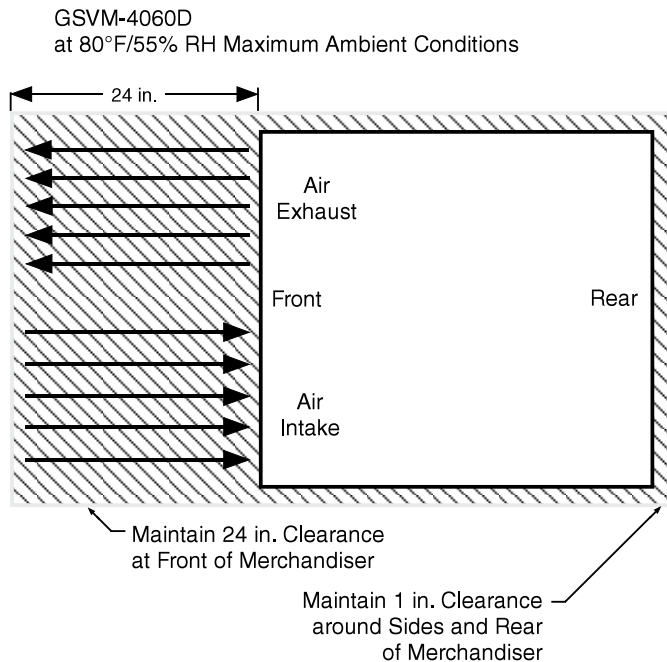 GSVM-4060D
at 80°F/55% RH Maximum Ambient Conditions
24 in.
Air
Exhaust
Front
Rear
Air
Intake
Maintain 24 in. Clearance
at Front of Merchandiser
Maintain 1 in. Clearance
around Sides and Rear
of Merchandiser